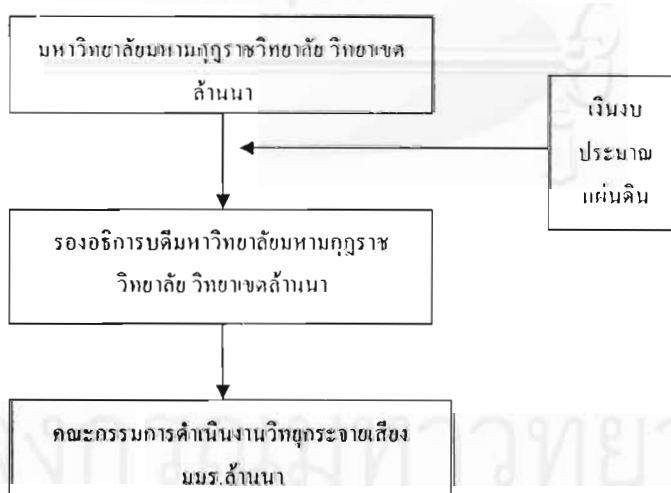 มหาวิทยาลัยมหามกุฎราชวิทยาลัย วิทยาเขต
ล้านนา
เงินงบ
ประมาณ
แผ่นดิน
รองอธิการบดีมหาวิทยาลัยมหามกุฎราช
วิทยาลัย วิทยาเขตล้านนา
คณะกรรมการดำเนินงานวิทยุกระจายเสียง
มมร.ล้านนา